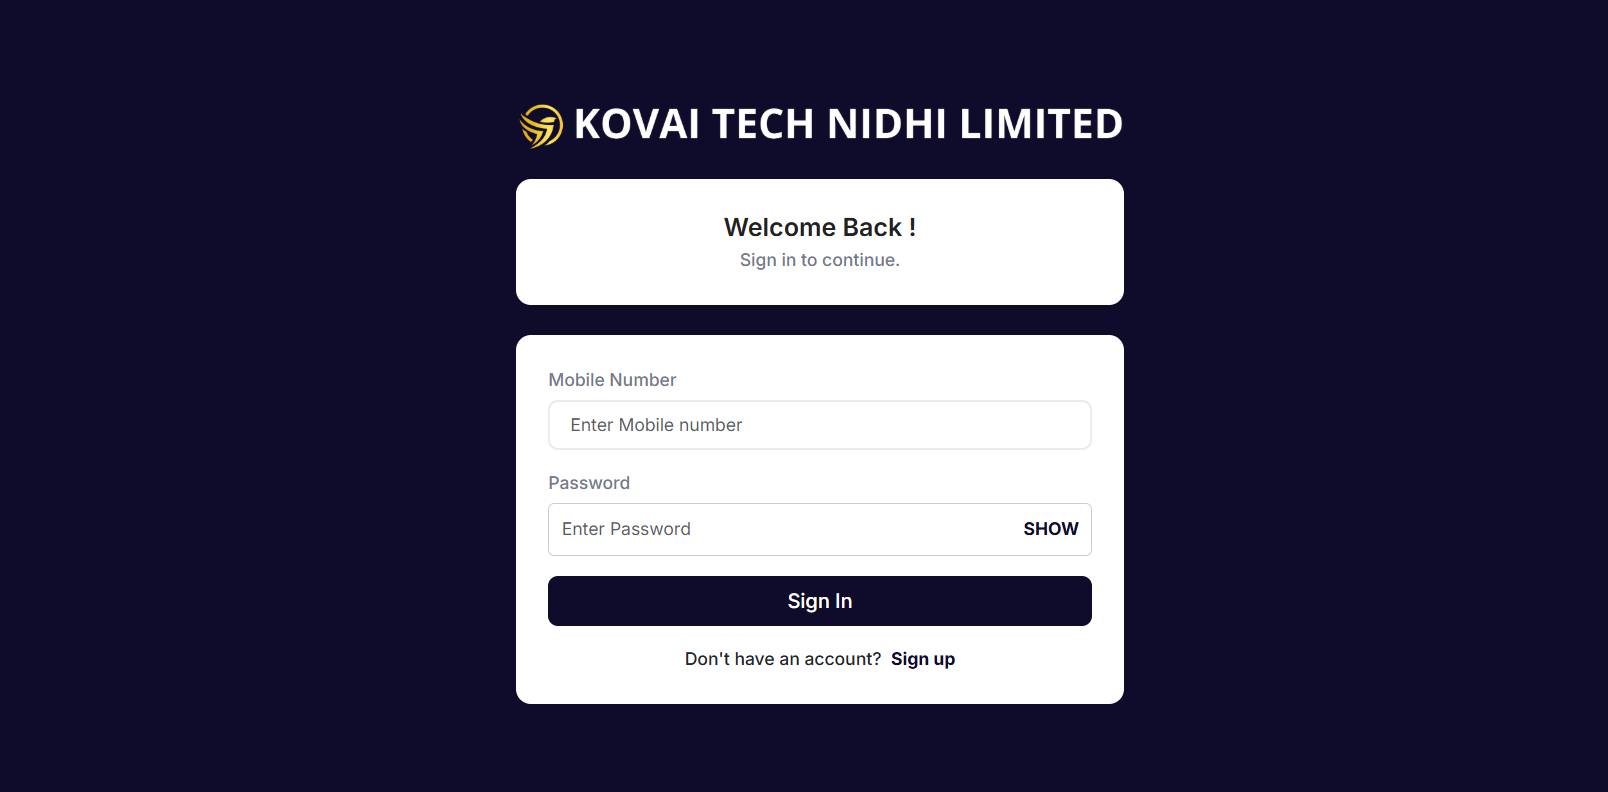 KOVAI TECH NIDHI LIMITED
Welcome Back !
Sign in to continue.
Mobile Number
Enter Mobile number
Password
Enter Password SHOW
Sign In
Don't have an account? Sign up